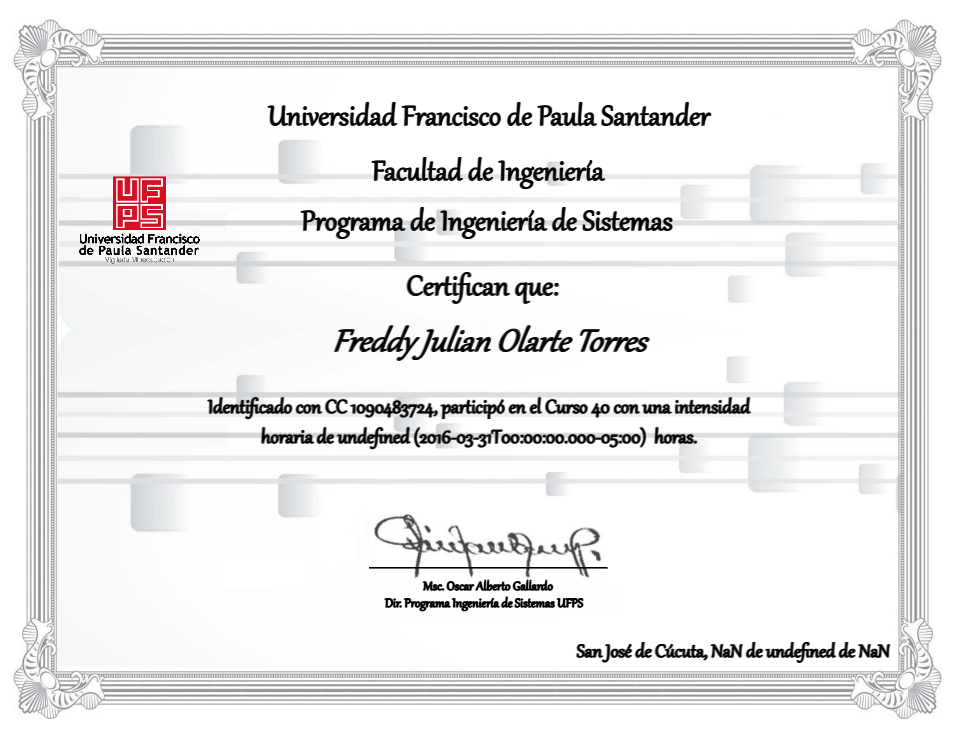 Universidad Francisco de Paula Santander
Facultad de Ingeniería
Programa de Ingeniería de Sistemas
UFPS
Universidad Francisco
de Paula Santander
Vigilada Mineducación
Certifican que:
Freddy Julian Olarte Torres
Identificado con CC 1090483724, participó en el Curso 40 con una intensidad
horaria de undefined (2016-03-31T00:00:00.000-05:00) horas.
Msc. Oscar Alberto Gallardo
Dir. Programa Ingeniería de Sistemas UFPS
San José de Cúcuta, NaN de undefined de NaN